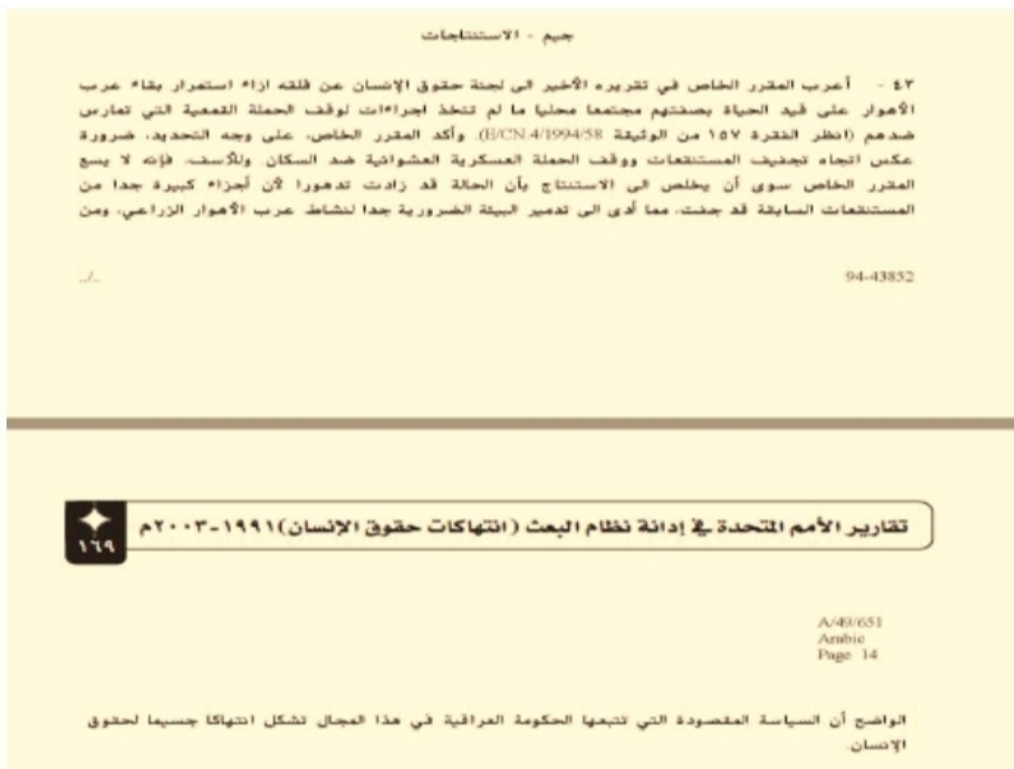 جيم - الاستنتاجات
٤٣ - أعرب المقرر الخاص في تقريره الأخير الى لجنة حقوق الإنسان عن قلقه ازاء استمرار بقاء عرب
الأهوار على قيد الحياة بصفتهم مجتمعا محليا ما لم تتخذ اجراءات لوقف الحملة القمعية التي تمارس
ضدهم (انظر الفقرة ١٥٧ من الوثيقة E/CN.4/1994/58). وأكد المقرر الخاص، على وجه التحديد، ضرورة
عكس اتجاه تجفيف المستنقعات ووقف الحملة العسكرية العشوائية ضد السكان. وللأسف، فإنه لا يسع
المقرر الخاص سوى أن يخلص الى الاستنتاج بأن الحالة قد زادت تدهورا لأن أجزاء كبيرة جدا من
المستنقعات السابقة قد جفت، مما أدى الى تدمير البيئة الضرورية جدا لنشاط عرب الأهوار الزراعي، ومن
94-43852
../..
تقارير الأمم المتحدة في إدانة نظام البعث (انتهاكات حقوق الإنسان) ١٩٩١-٢٠٠٣م
١٦٩
A/49/651
Arabic
Page 14
الواضح أن السياسة المقصودة التي تتبعها الحكومة العراقية في هذا المجال تشكل انتهاكا جسيما لحقوق
الإنسان.